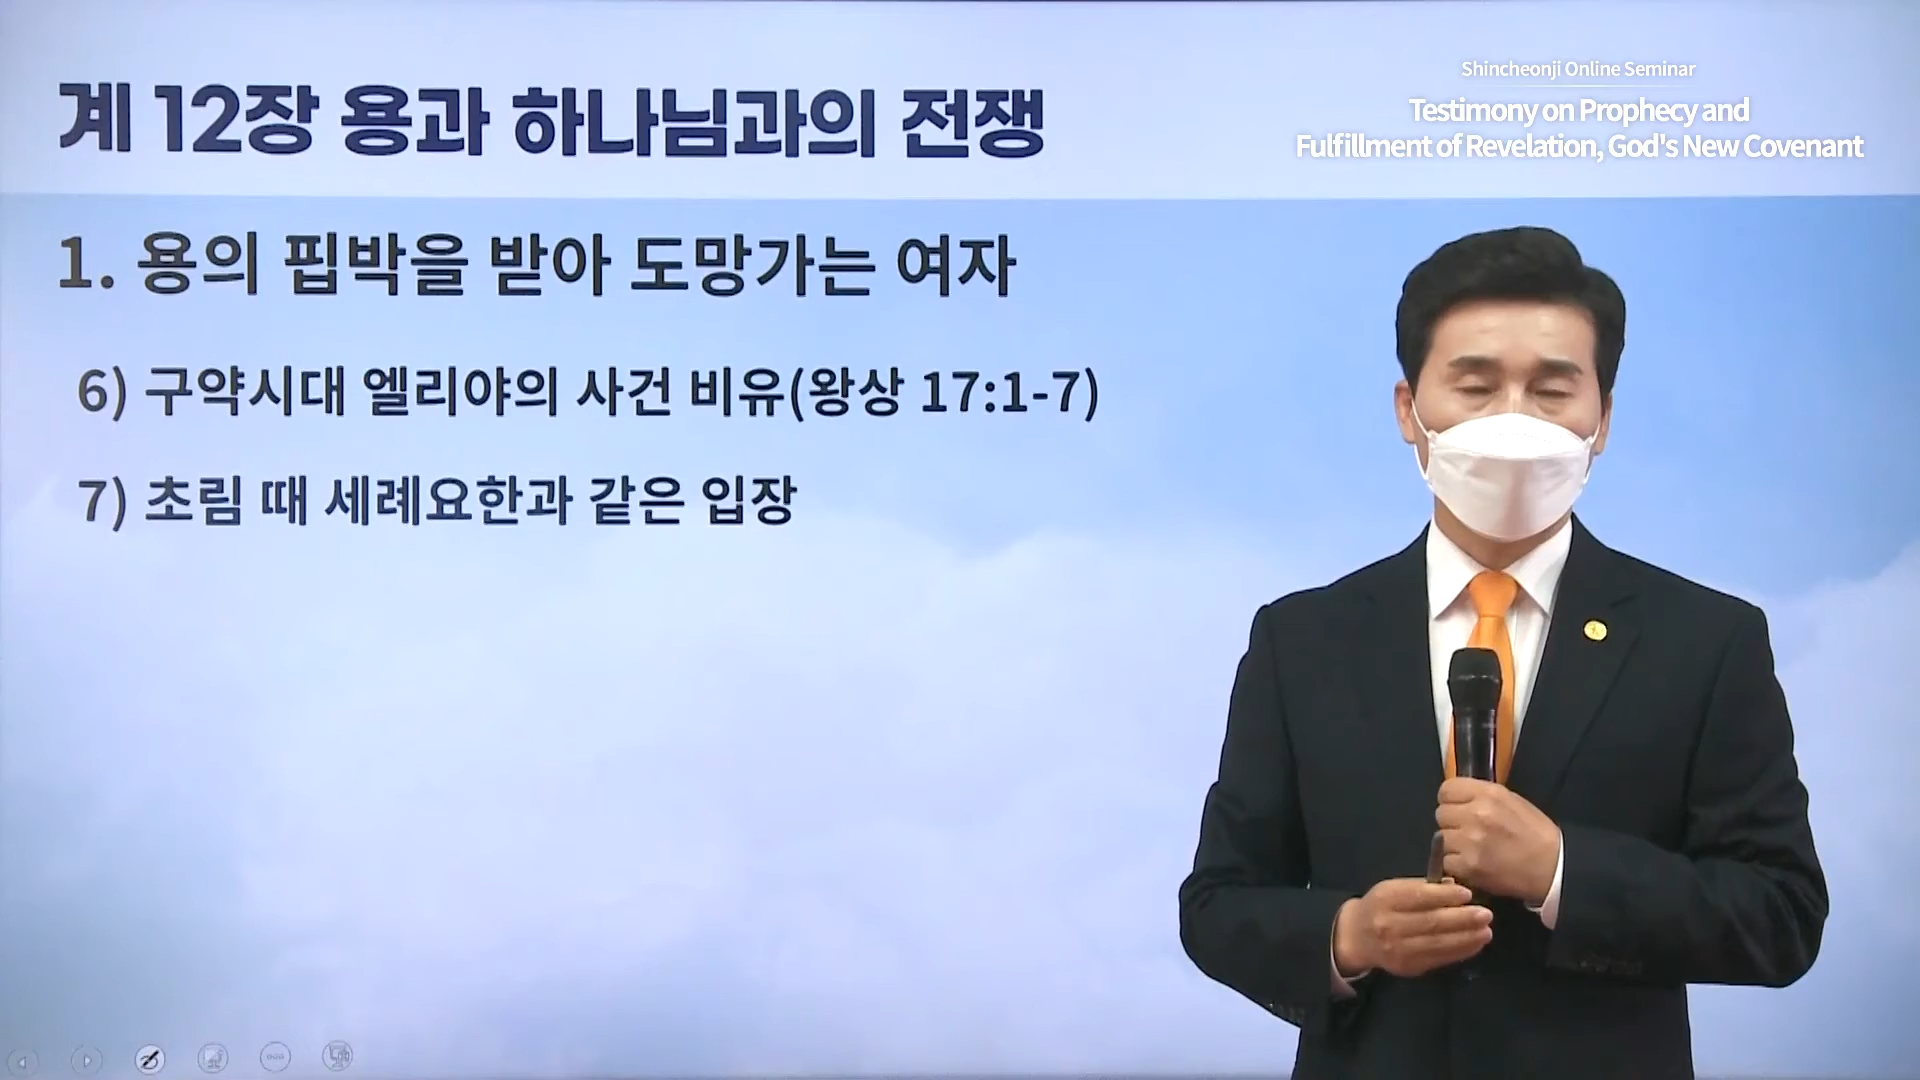 계 12장 용과 하나님과의 전쟁
Shincheonji Online Seminar
Testimony on Prophecy and
Fulfillment of Revelation, God's New Covenant
1. 용의 핍박을 받아 도망가는 여자
6) 구약시대 엘리야의 사건 비유(왕상 17:1-7)
7) 초림 때 세례요한과 같은 입장